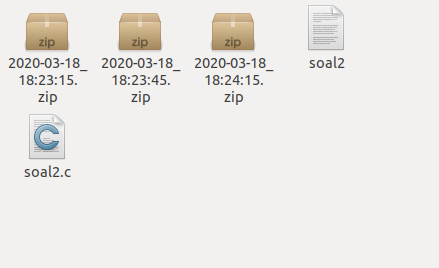 zip zip zip
2020-03-18_ 2020-03-18_ 2020-03-18_ soal2
18:23:15. 18:23:45. 18:24:15.
zip zip zip
C
soal2.c